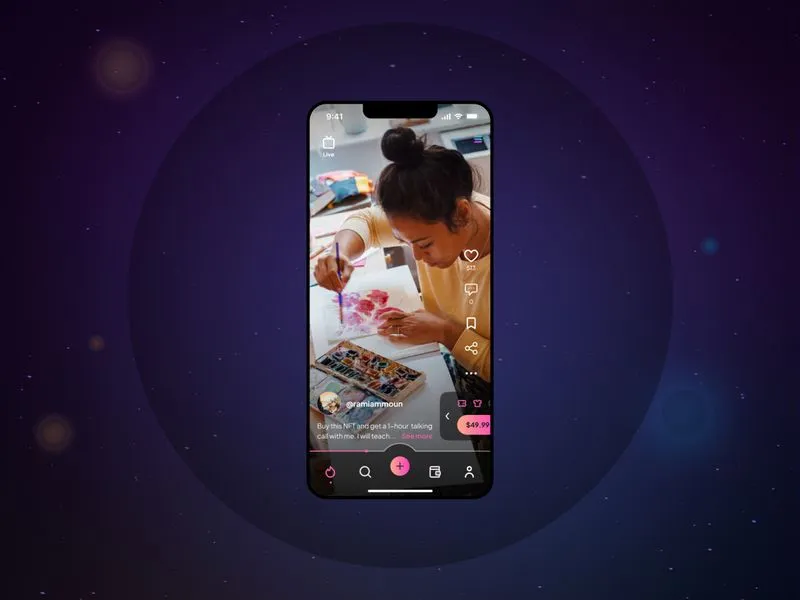 9:41
Live
513
0
@ramiammoun
$49.99
Buy this NFT and get a 1-hour talking
call with me. I will teach... See more